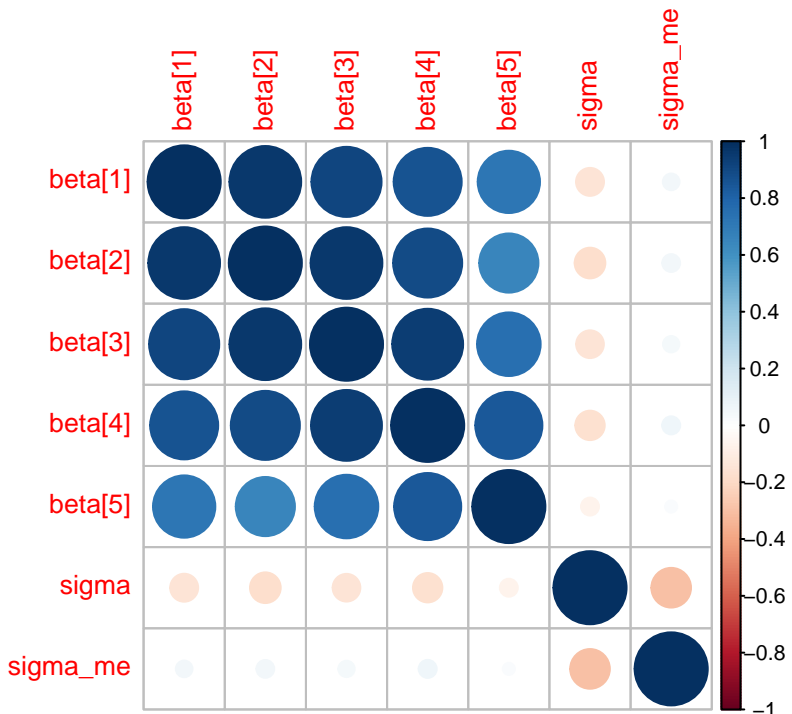 beta[1]
beta[2]
beta[3]
beta[4]
beta[5]
sigma
sigma_me
beta[1]
beta[2]
beta[3]
beta[4]
beta[5]
sigma
sigma_me
1
0.8
0.6
0.4
0.2
0
−0.2
−0.4
−0.6
−0.8
−1